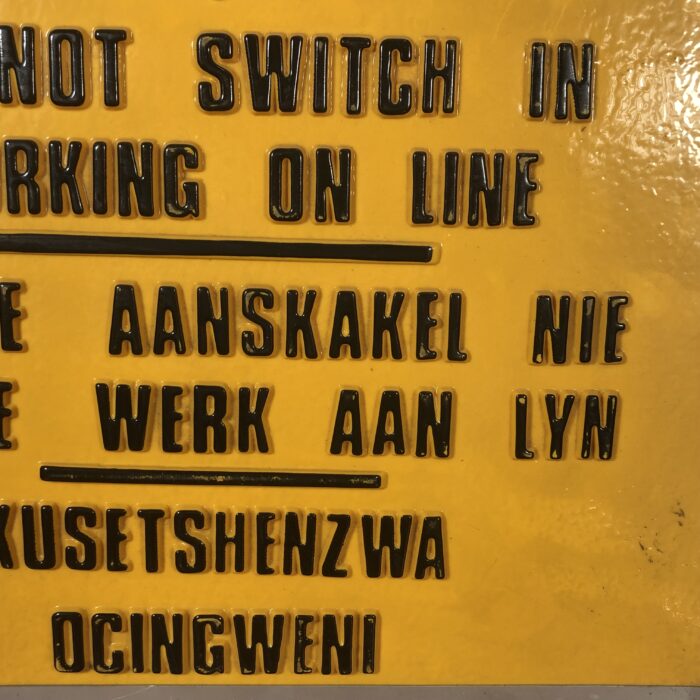 NOT SWITCH IN
RKING ON LINE
E AANSKAKEL NIE
E WERK AAN LYN
KUSETSHENZWA
OCINGWENI